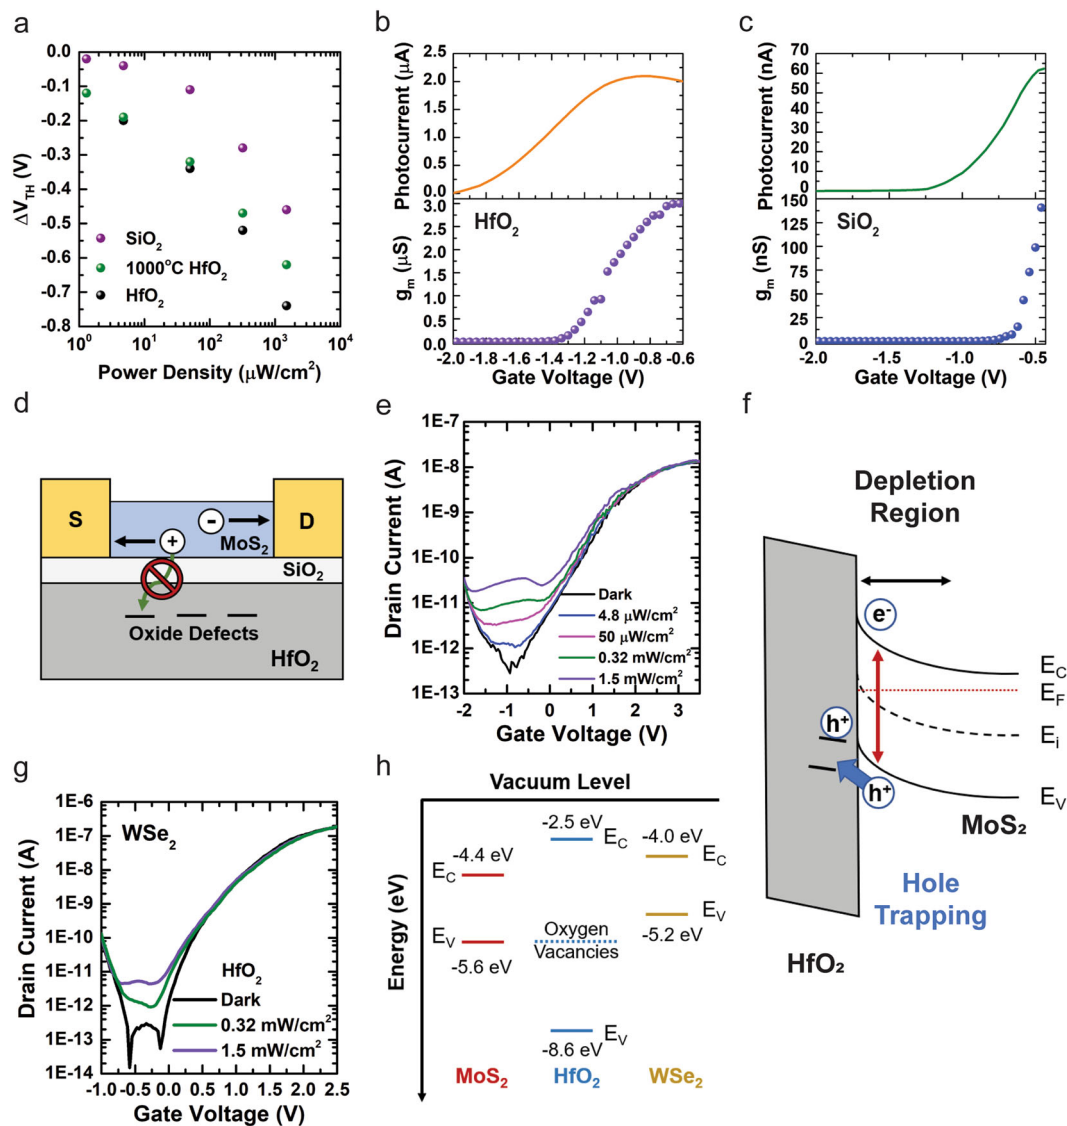 a
0.0
-0.1
-0.2
-0.3
-0.4
-0.5
-0.6
-0.7
-0.8
ΔV_TH (V)
SiO₂
1000°C HfO₂
HfO₂
10⁰ 10¹ 10² 10³ 10⁴
Power Density (μW/cm²)
b
2.5
2.0
1.5
1.0
0.5
0.0
Photocurrent (μA)
3.0
2.5
2.0
1.5
1.0
0.5
0.0
g_m (μS)
HfO₂
-2.0 -1.8 -1.6 -1.4 -1.2 -1.0 -0.8 -0.6
Gate Voltage (V)
c
70
60
50
40
30
20
10
0
Photocurrent (nA)
150
125
100
75
50
25
0
g_m (nS)
SiO₂
-2.0 -1.5 -1.0 -0.5
Gate Voltage (V)
d
S
D
-
+
MoS₂
SiO₂
Oxide Defects
HfO₂
e
1E-7
1E-8
1E-9
1E-10
1E-11
1E-12
1E-13
Drain Current (A)
Dark
4.8 μW/cm²
50 μW/cm²
0.32 mW/cm²
1.5 mW/cm²
-2 -1 0 1 2 3
Gate Voltage (V)
f
Depletion
Region
e⁻
E_C
E_F
h⁺
E_i
h⁺
E_V
MoS₂
Hole
Trapping
HfO₂
g
1E-6
1E-7
1E-8
1E-9
1E-10
1E-11
1E-12
1E-13
1E-14
Drain Current (A)
WSe₂
HfO₂
Dark
0.32 mW/cm²
1.5 mW/cm²
-1.0 -0.5 0.0 0.5 1.0 1.5 2.0 2.5
Gate Voltage (V)
h
Vacuum Level
Energy (eV)
-4.4 eV
E_C
E_V
-5.6 eV
MoS₂
-2.5 eV
E_C
Oxygen
Vacancies
E_V
-8.6 eV
HfO₂
-4.0 eV
E_C
E_V
-5.2 eV
WSe₂